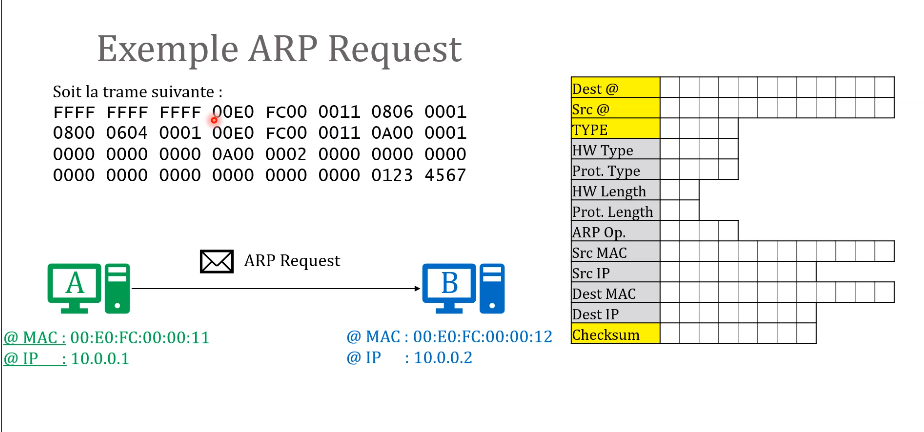 Exemple ARP Request
Soit la trame suivante :
FFFF FFFF FFFF 00E0 FC00 0011 0806 0001
0800 0604 0001 00E0 FC00 0011 0A00 0001
0000 0000 0000 0A00 0002 0000 0000 0000
0000 0000 0000 0000 0000 0000 0123 4567
ARP Request
A
B
@ MAC : 00:E0:FC:00:00:11
@ IP : 10.0.0.1
@ MAC : 00:E0:FC:00:00:12
@ IP : 10.0.0.2
Dest @
Src @
TYPE
HW Type
Prot. Type
HW Length
Prot. Length
ARP Op.
Src MAC
Src IP
Dest MAC
Dest IP
Checksum